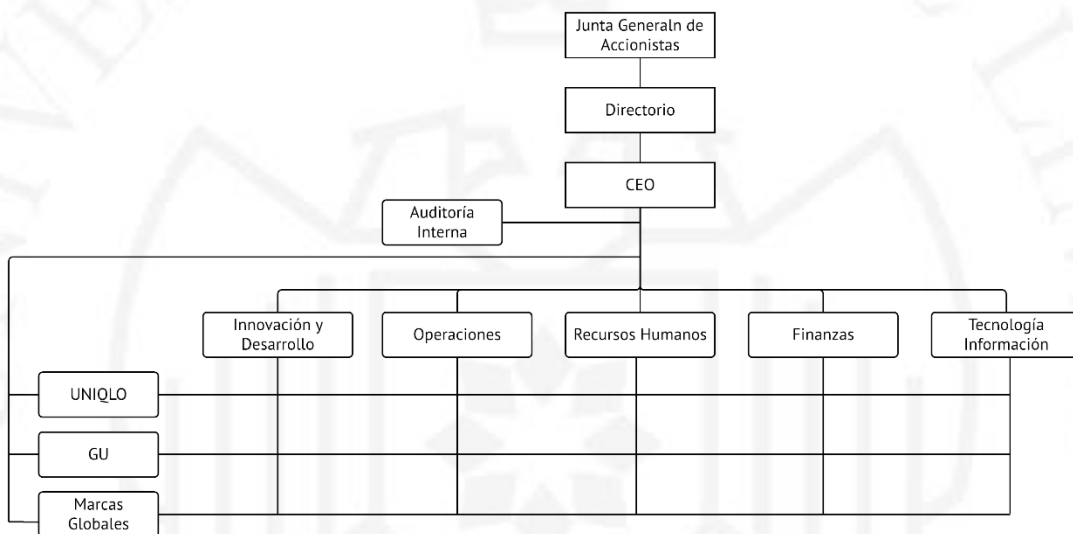 Junta Generaln de
Accionistas
Directorio
CEO
Auditoría
Interna
Innovación y
Desarrollo
Operaciones
Recursos Humanos
Finanzas
Tecnología
Información
UNIQLO
GU
Marcas
Globales